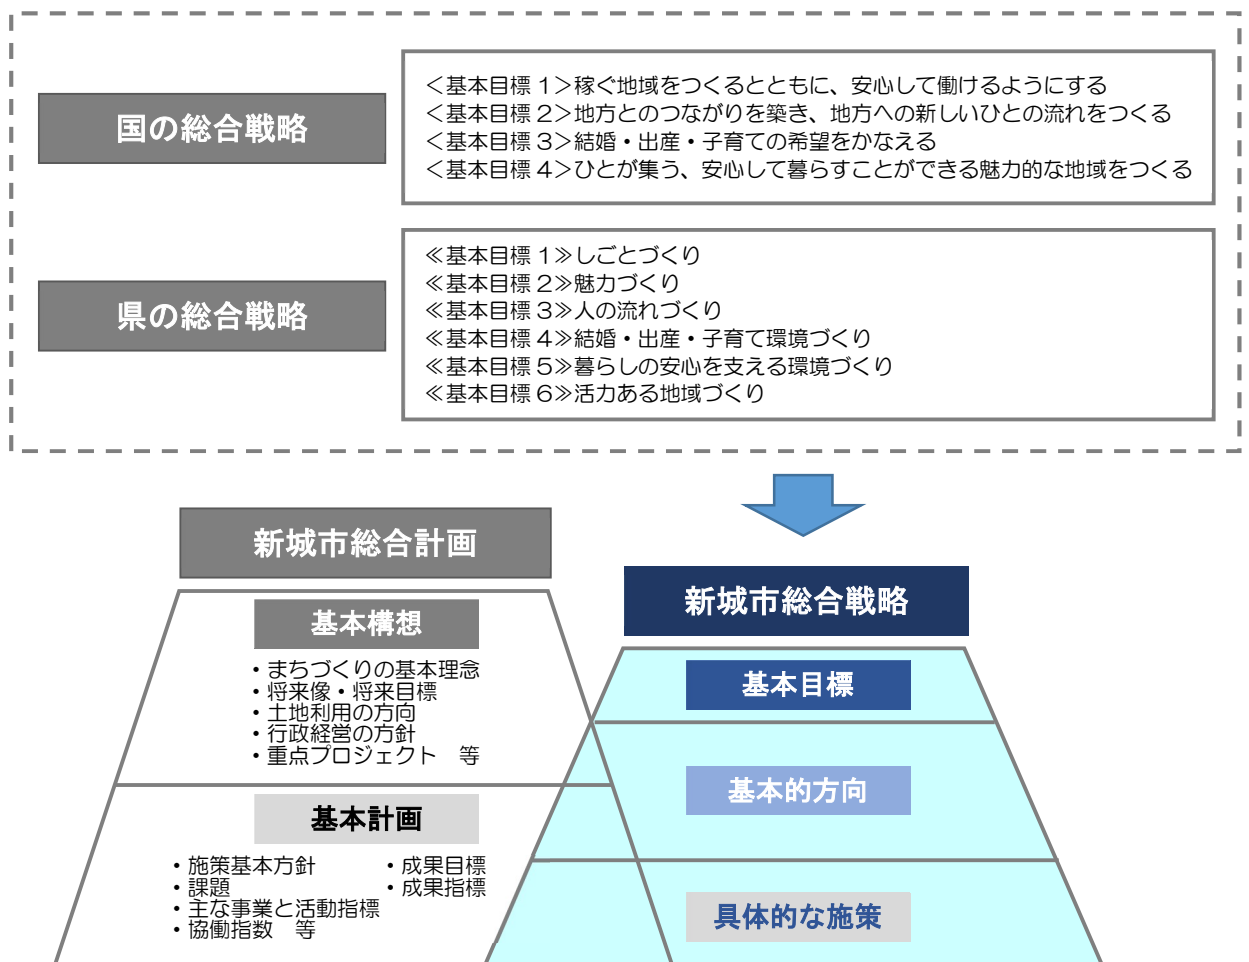 国の総合戦略
＜基本目標 1＞稼ぐ地域をつくるとともに、安心して働けるようにする
＜基本目標 2＞地方とのつながりを築き、地方への新しいひとの流れをつくる
＜基本目標 3＞結婚・出産・子育ての希望をかなえる
＜基本目標 4＞ひとが集う、安心して暮らすことができる魅力的な地域をつくる
県の総合戦略
≪基本目標 1≫しごとづくり
≪基本目標 2≫魅力づくり
≪基本目標 3≫人の流れづくり
≪基本目標 4≫結婚・出産・子育て環境づくり
≪基本目標 5≫暮らしの安心を支える環境づくり
≪基本目標 6≫活力ある地域づくり
新城市総合計画
基本構想
・まちづくりの基本理念
・将来像・将来目標
・土地利用の方向
・行政経営の方針
・重点プロジェクト　等
基本計画
・施策基本方針
・課題
・主な事業と活動指標
・協働指数　等
・成果目標
・成果指標
新城市総合戦略
基本目標
基本的方向
具体的な施策